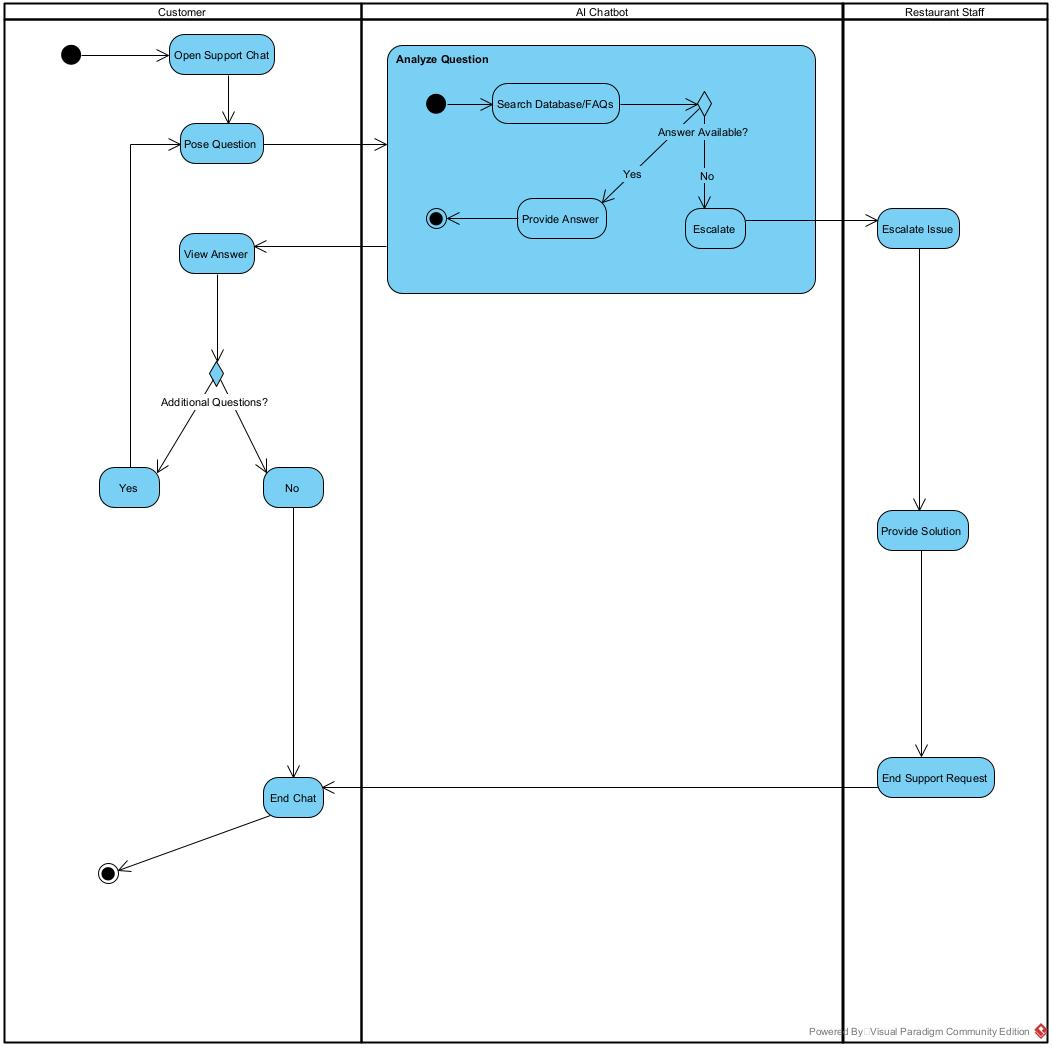 Customer
AI Chatbot
Restaurant Staff
Open Support Chat
Analyze Question
Search Database/FAQs
Answer Available?
Pose Question
Yes
No
Provide Answer
Escalate
Escalate Issue
View Answer
Additional Questions?
Yes
No
Provide Solution
End Support Request
End Chat
Powered By Visual Paradigm Community Edition